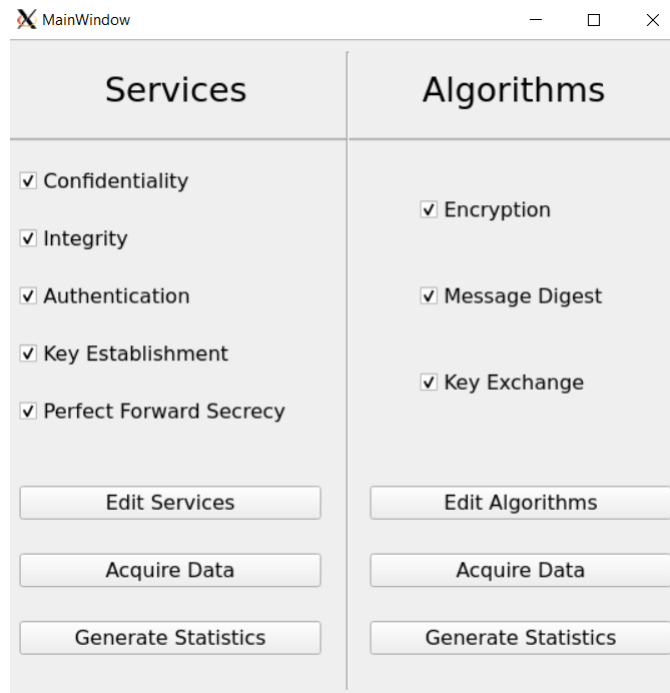 MainWindow
Services
Confidentiality
Integrity
Authentication
Key Establishment
Perfect Forward Secrecy
Edit Services
Acquire Data
Generate Statistics
Algorithms
Encryption
Message Digest
Key Exchange
Edit Algorithms
Acquire Data
Generate Statistics